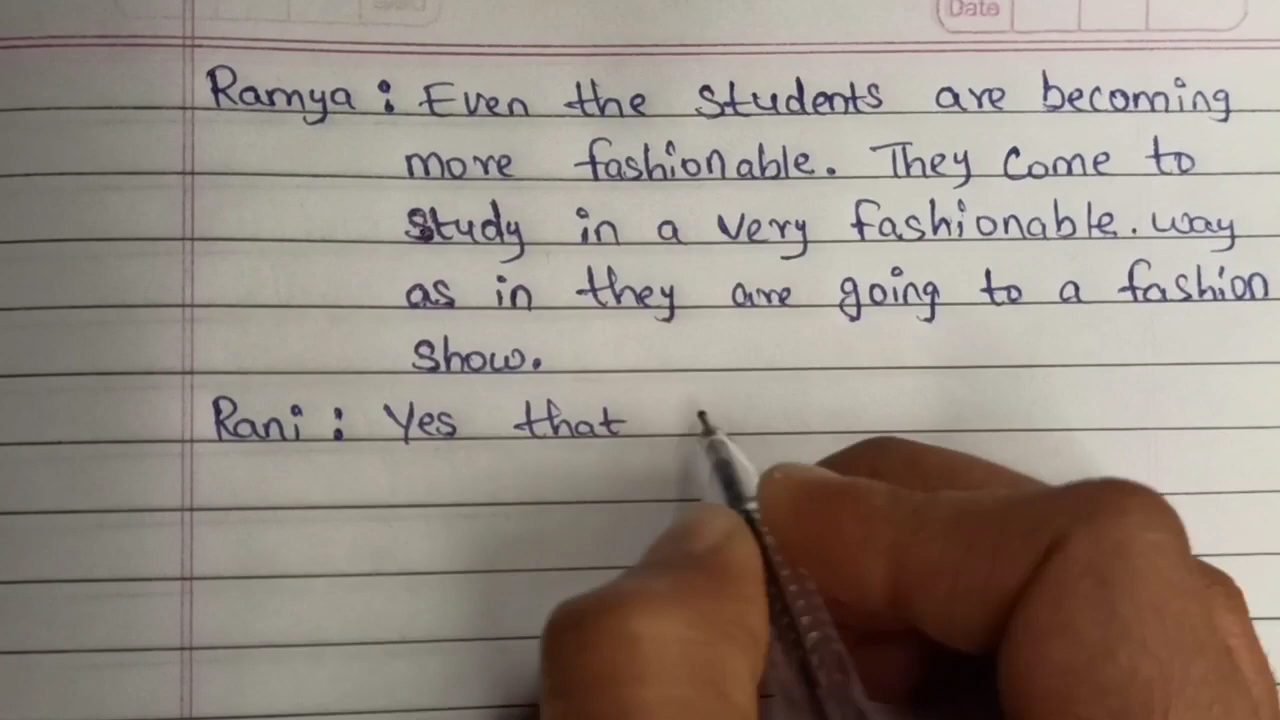 Date
Ramya : Even the students are becoming
more fashionable. They come to
study in a very fashionable. way
as in they are going to a fashion
show.
Rani : Yes that